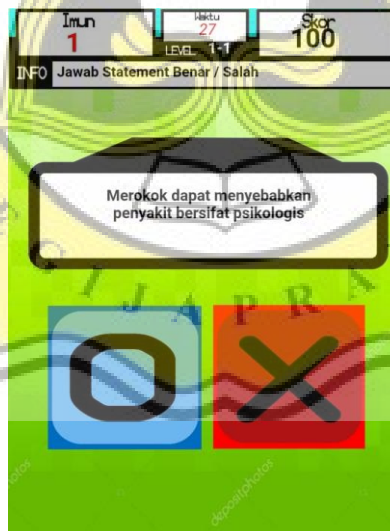 Imun
1
Waktu
27
LEVEL 1-1
Skor
100
INFO Jawab Statement Benar / Salah
Merokok dapat menyebabkan
penyakit bersifat psikologis
G I J A P R A
depositphotos